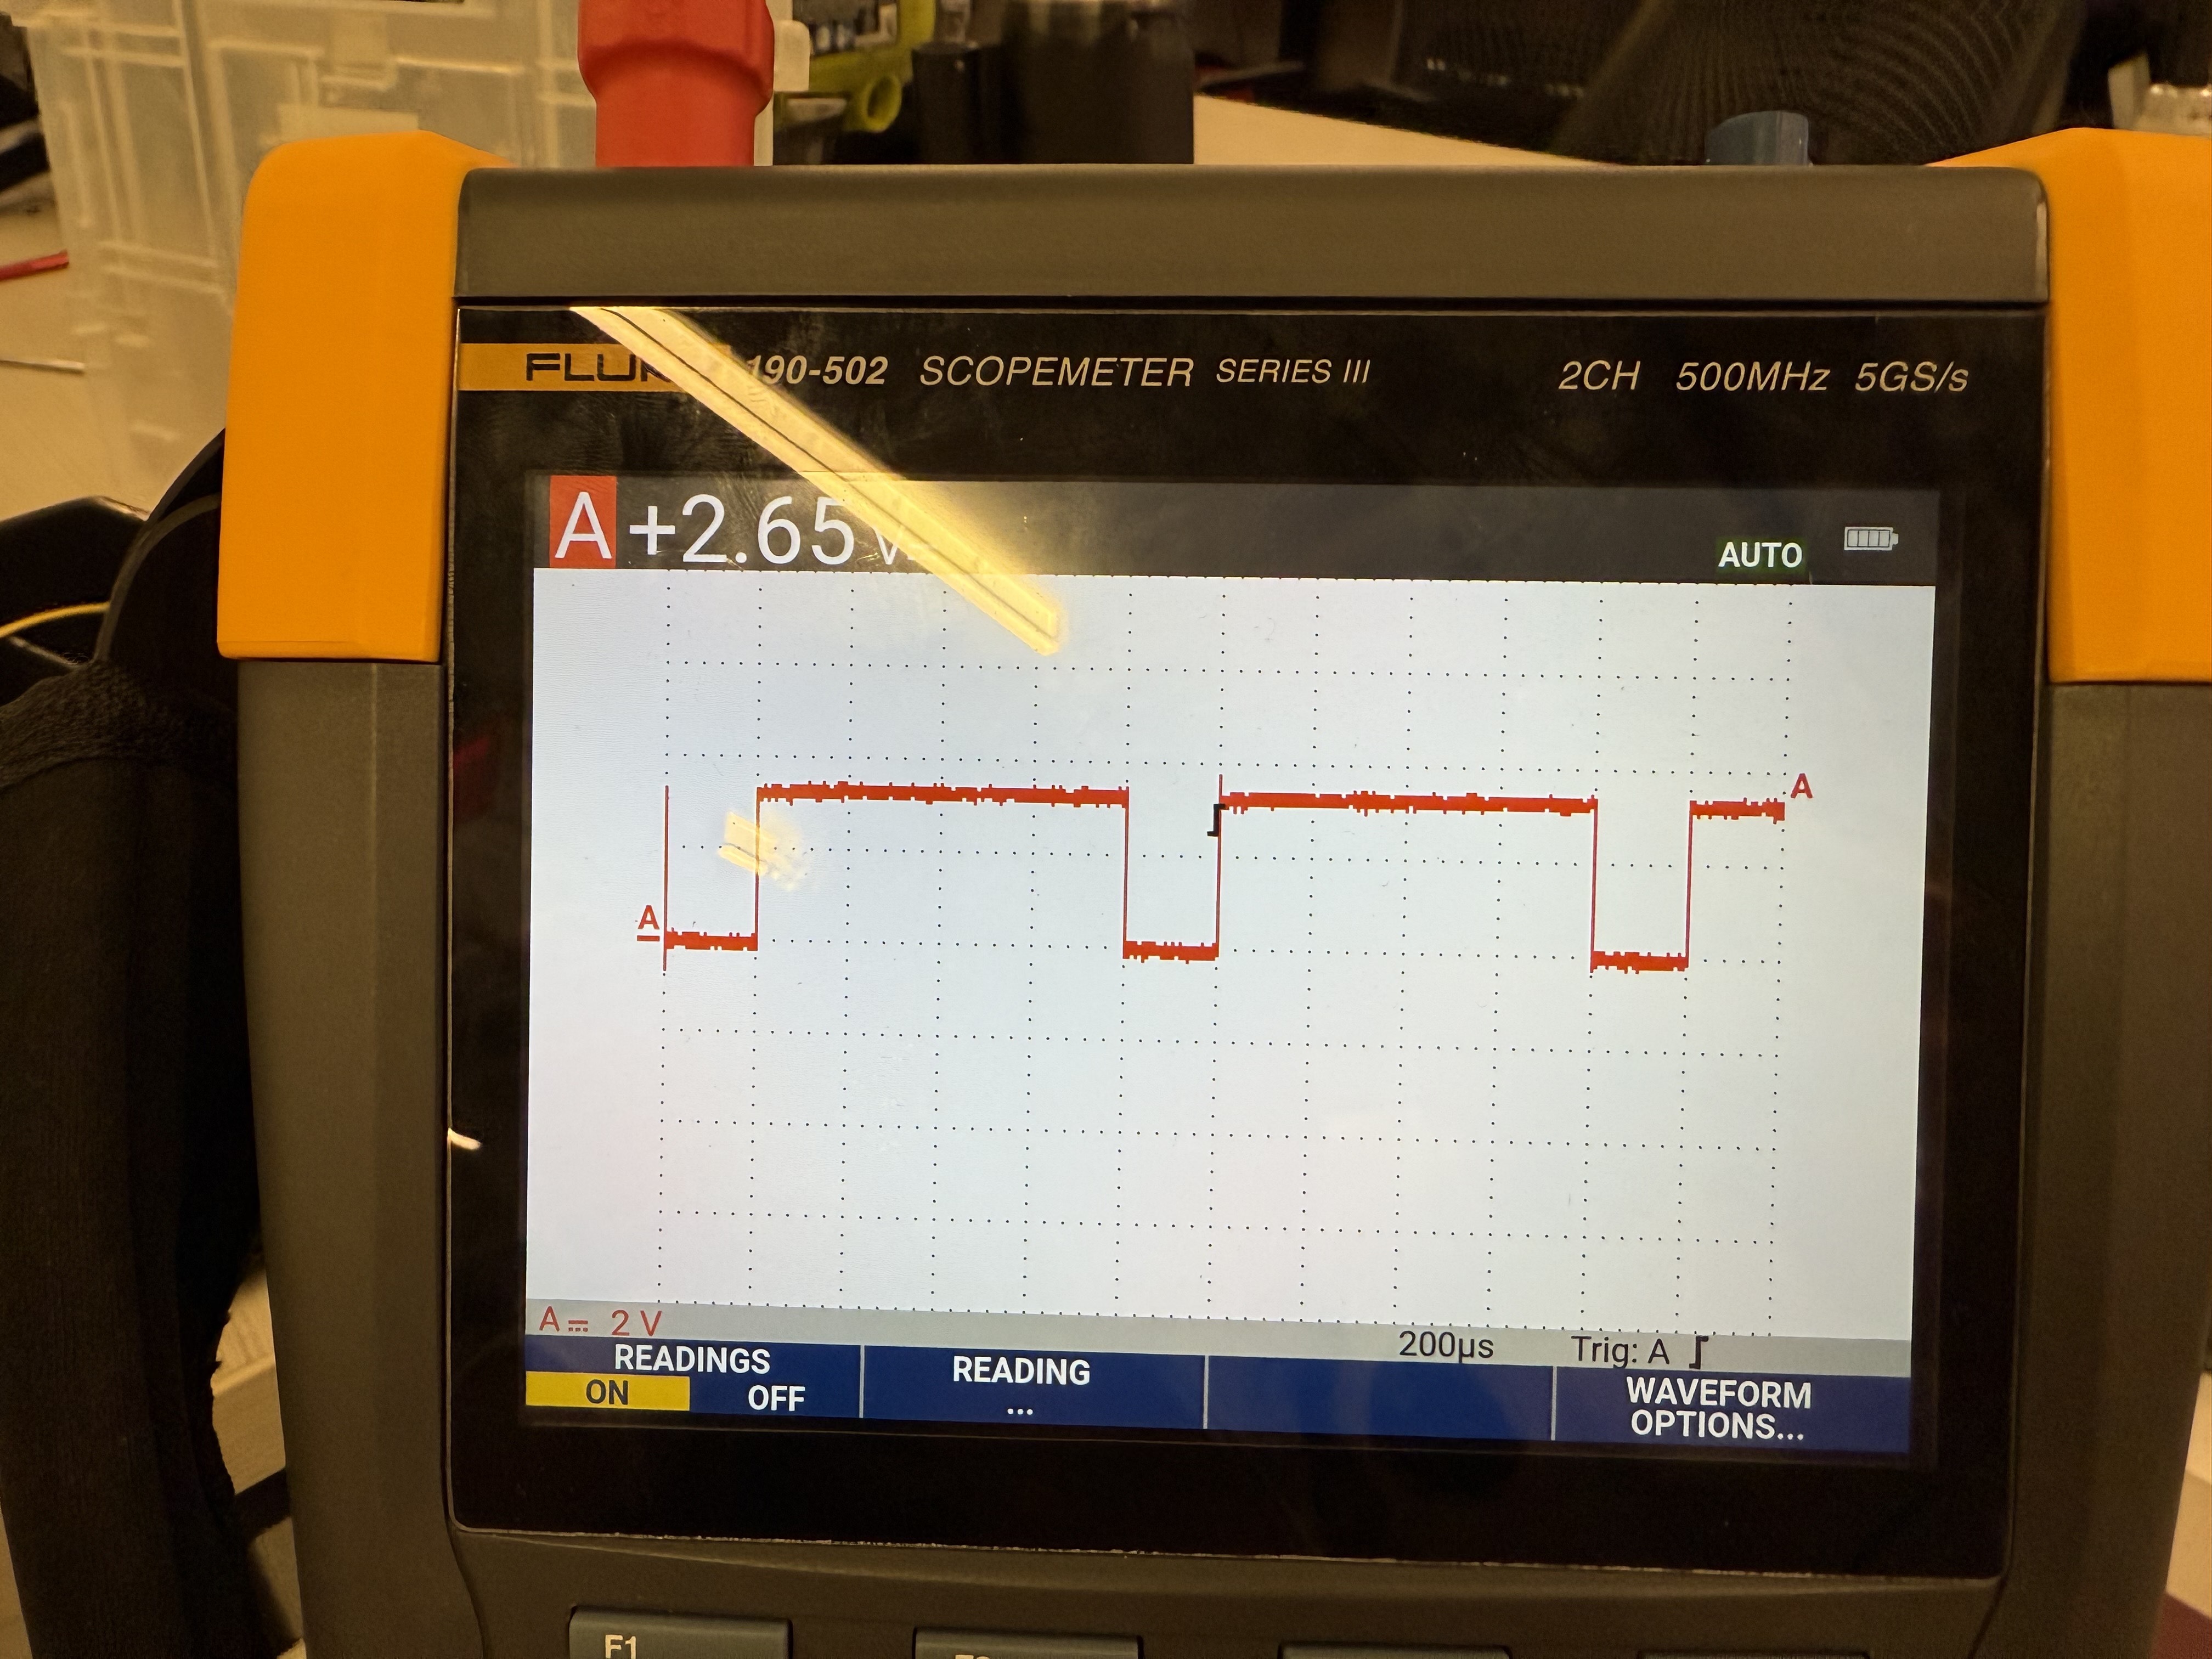 FLUKE 190-502 SCOPEMETER SERIES III 2CH 500MHz 5GS/s
A +2.65
AUTO
A
A
A 2 V 200µs Trig: A
READINGS
ON OFF
READING
...
WAVEFORM
OPTIONS...
F1